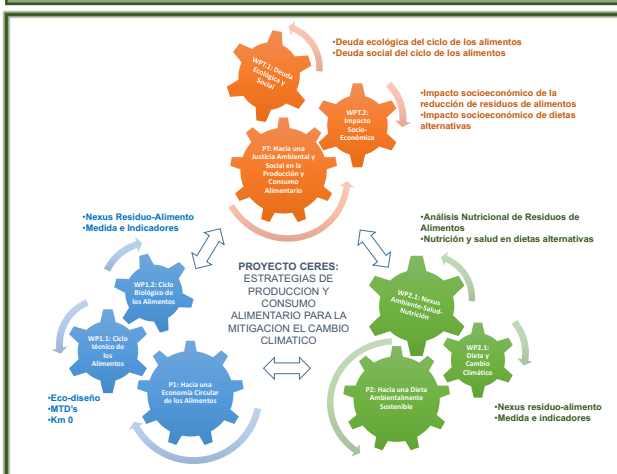 •Deuda ecológica del ciclo de los alimentos
•Deuda social del ciclo de los alimentos
WPT.1: Deuda
Ecológica y
Social
•Impacto socioeconómico de la
reducción de residuos de alimentos
•Impacto socioeconómico de dietas
alternativas
WPT.2:
Impacto
Socio-
Económico
PT: Hacia una
Justicia Ambiental y
Social en la
Producción y
Consumo
Alimentario
•Nexus Residuo-Alimento
•Medida e Indicadores
•Análisis Nutricional de Residuos de
Alimentos
•Nutrición y salud en dietas alternativas
PROYECTO CERES:
ESTRATEGIAS DE
PRODUCCION Y
CONSUMO
ALIMENTARIO PARA LA
MITIGACION EL CAMBIO
CLIMATICO
WP1.2: Ciclo
Biológico de
los Alimentos
WP1.1: Ciclo
técnico de
los
Alimentos
P1: Hacia una
Economía Circular
de los Alimentos
•Eco-diseño
•MTD's
•Km 0
WP2.1: Nexus
Ambiente-Salud-
Nutrición
WP2.1:
Dieta y
Cambio
Climático
P2: Hacia una Dieta
Ambientalmente
Sostenible
•Nexus residuo-alimento
•Medida e indicadores